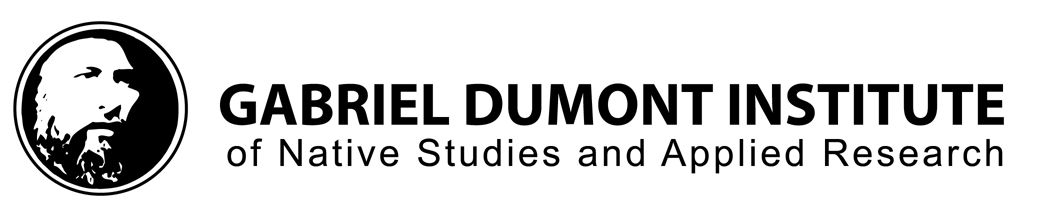 GABRIEL DUMONT INSTITUTE
of Native Studies and Applied Research